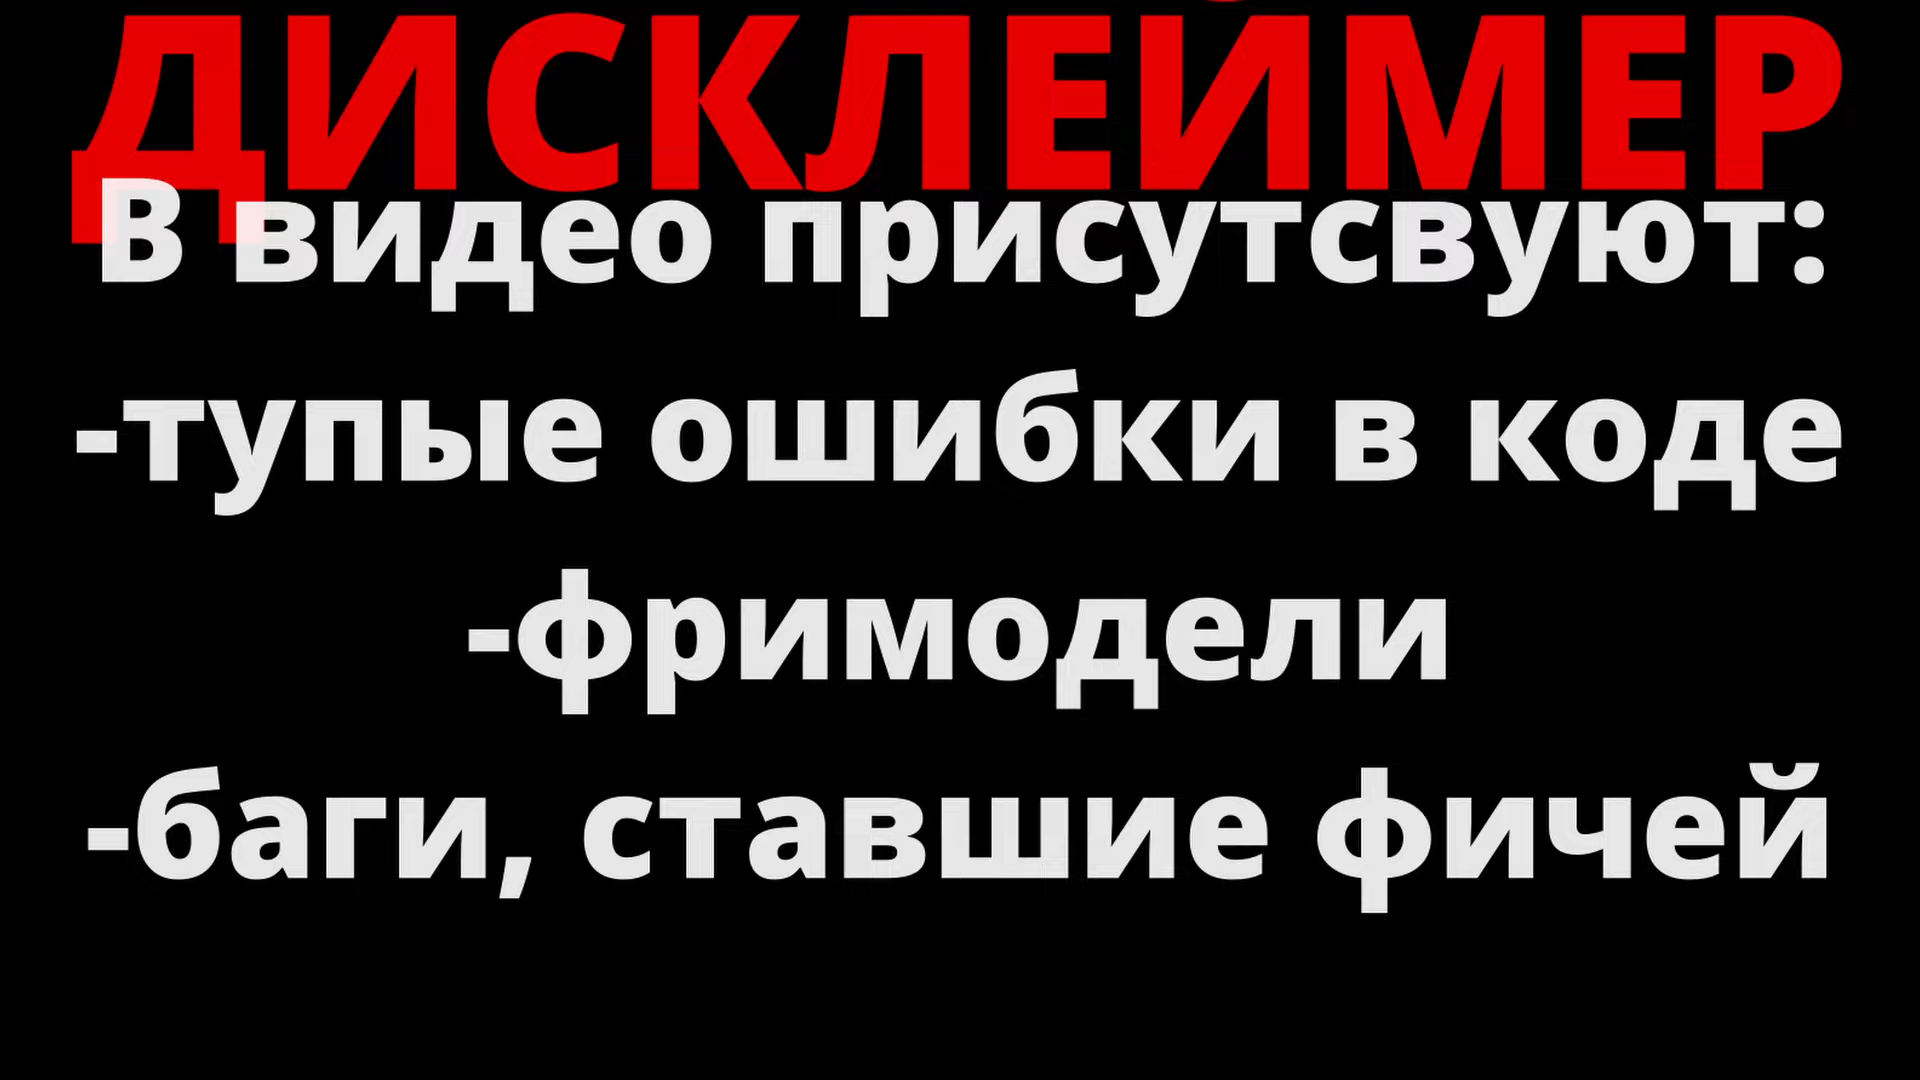 ДИСКЛЕЙМЕР
В видео присутсвуют:
-тупые ошибки в коде
-фримодели
-баги, ставшие фичей